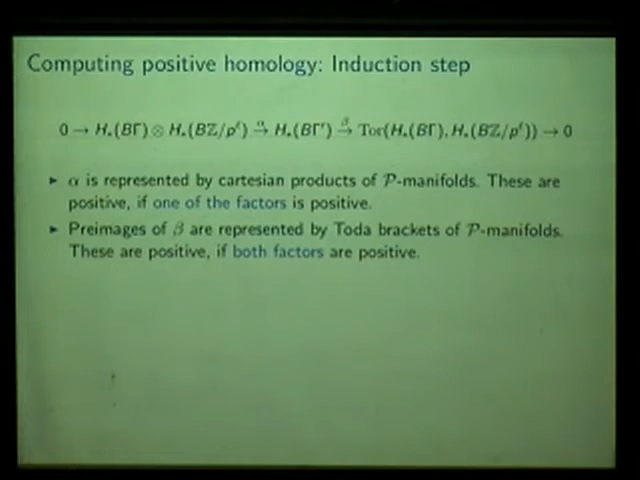 Computing positive homology: Induction step
0 → H∗(BΓ) ⊗ H∗(BZ/pℓ) →α H∗(BΓ′) →β Tor(H∗(BΓ), H∗(BZ/pℓ)) → 0
► α is represented by cartesian products of P-manifolds. These are
positive, if one of the factors is positive.
► Preimages of β are represented by Toda brackets of P-manifolds.
These are positive, if both factors are positive.